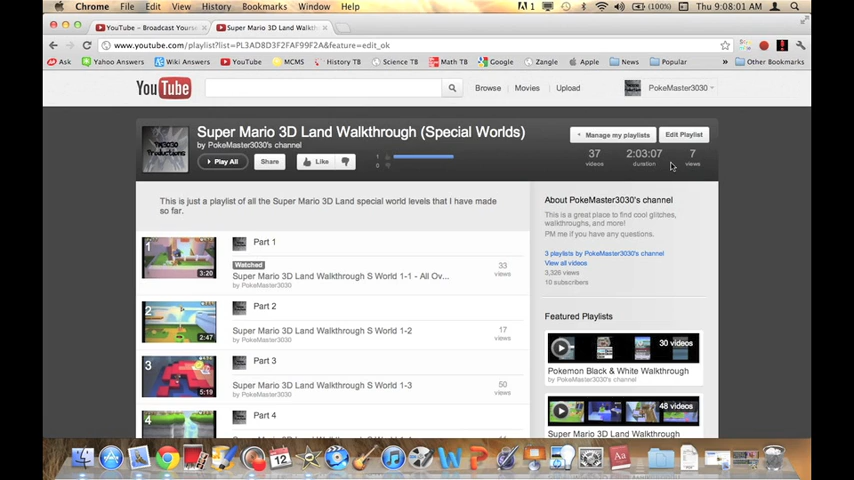 Chrome File Edit View History Bookmarks Window Help 1 (100%) Thu 9:08:01 AM
YouTube – Broadcast Yourse
Super Mario 3D Land Walkth
www.youtube.com/playlist?list=PL3AD8D3F2FAF99F2A&feature=edit_ok
Ask Yahoo Answers Wiki Answers YouTube MCMS History TB Science TB Math TB Google Zangle Apple News Popular Other Bookmarks
YouTube Browse Movies Upload PokeMaster3030
Super Mario 3D Land Walkthrough (Special Worlds)
by PokeMaster3030's channel
Play All Share Like
1
0
Manage my playlists Edit Playlist
37 2:03:07 7
videos duration views
This is just a playlist of all the Super Mario 3D Land special world levels that I have made
so far.
1
3:20
Part 1
Watched
Super Mario 3D Land Walkthrough S World 1-1 - All Ov...
by PokeMaster3030
33
views
2
2:47
Part 2
Super Mario 3D Land Walkthrough S World 1-2
by PokeMaster3030
17
views
3
5:19
Part 3
Super Mario 3D Land Walkthrough S World 1-3
by PokeMaster3030
50
views
4
Part 4
About PokeMaster3030's channel
This is a great place to find cool glitches,
walkthroughs, and more!
PM me if you have any questions.
3 playlists by PokeMaster3030's channel
View all videos
3,326 views
10 subscribers
Featured Playlists
30 videos
Pokemon Black & White Walkthrough
by PokeMaster3030's channel
48 videos
Super Mario 3D Land Walkthrough
12